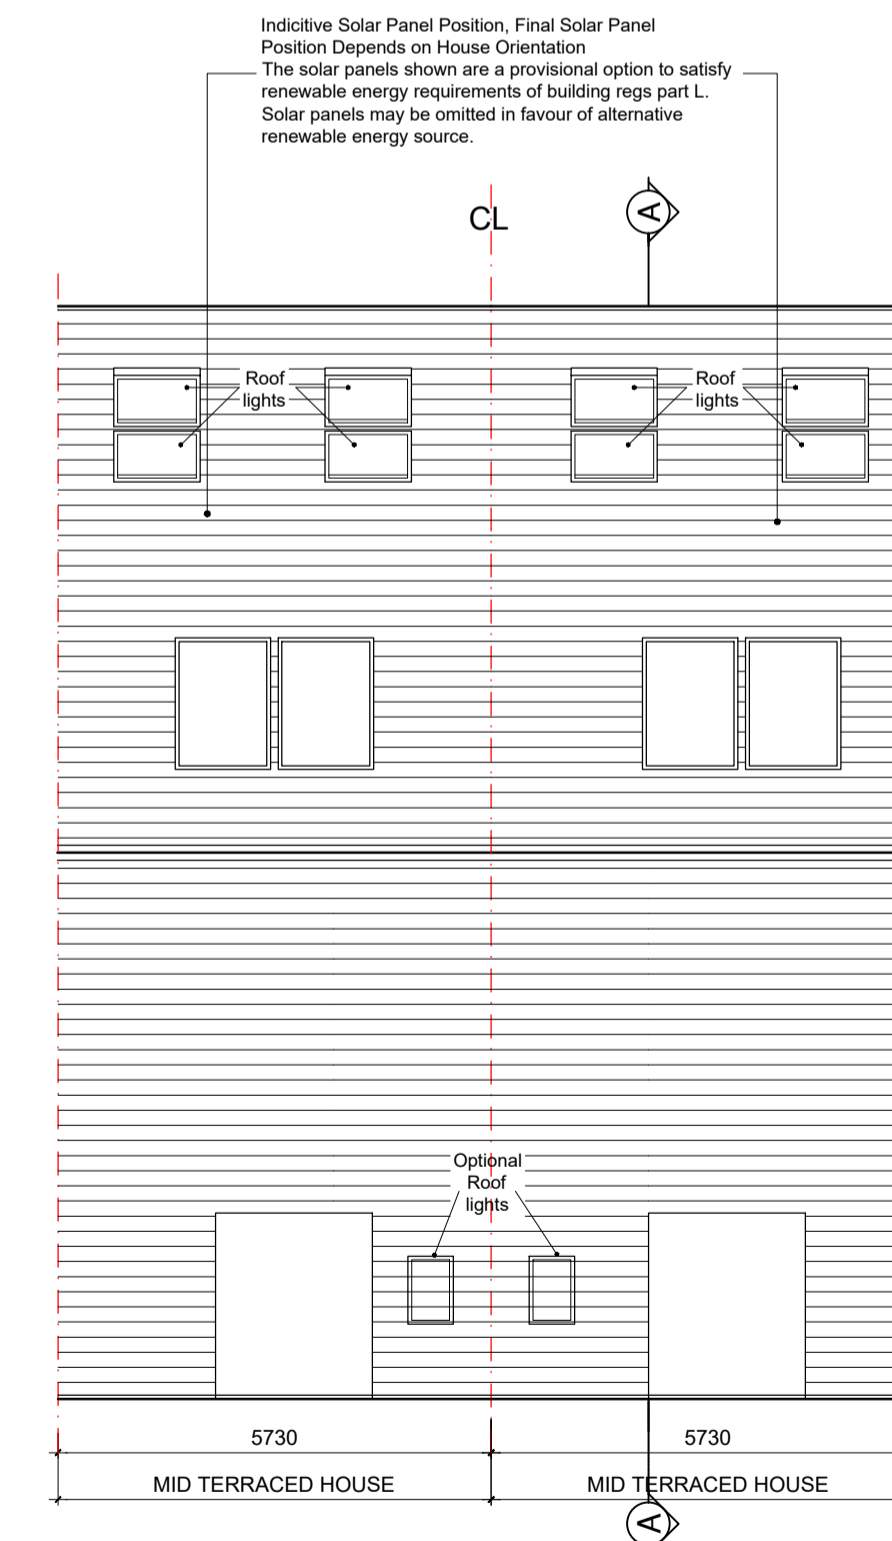 Indicitive Solar Panel Position, Final Solar Panel
Position Depends on House Orientation
The solar panels shown are a provisional option to satisfy
renewable energy requirements of building regs part L.
Solar panels may be omitted in favour of alternative
renewable energy source.
CL
A
Roof
lights
Roof
lights
Optional
Roof
lights
5730
5730
MID TERRACED HOUSE
MID TERRACED HOUSE
A